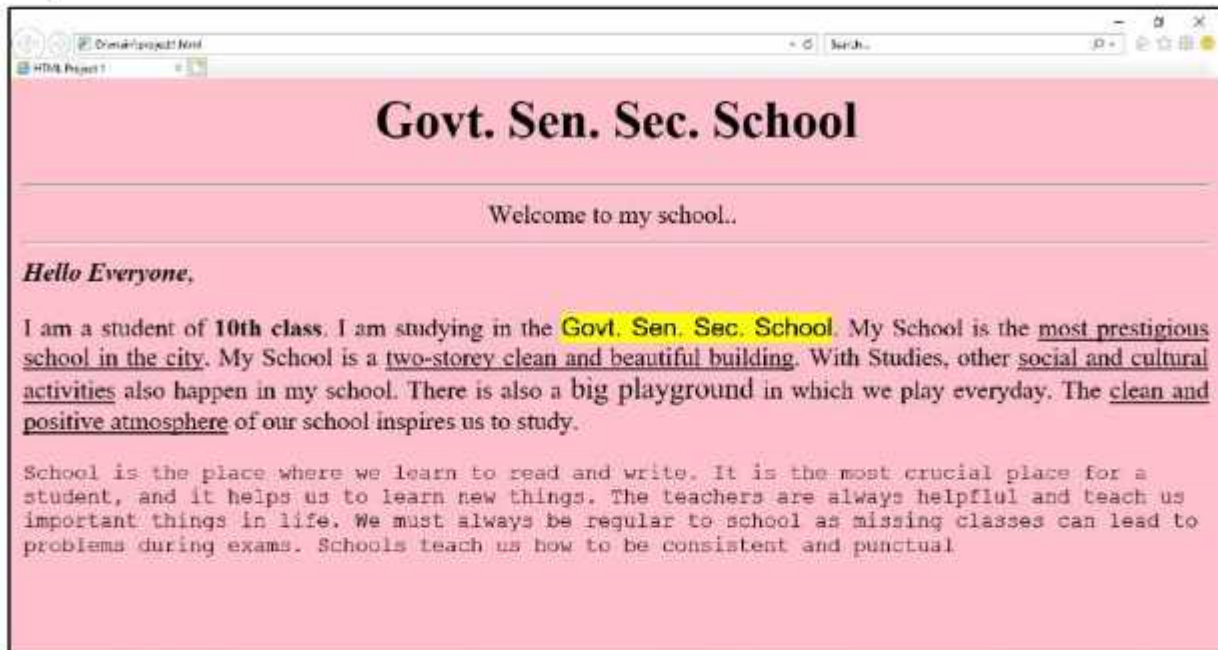 HTML Project 1
Govt. Sen. Sec. School
Welcome to my school..
Hello Everyone,
I am a student of 10th class. I am studying in the Govt. Sen. Sec. School. My School is the most prestigious
school in the city. My School is a two-storey clean and beautiful building. With Studies, other social and cultural
activities also happen in my school. There is also a big playground in which we play everyday. The clean and
positive atmosphere of our school inspires us to study.
School is the place where we learn to read and write. It is the most crucial place for a
student, and it helps us to learn new things. The teachers are always helpflul and teach us
important things in life. We must always be regular to school as missing classes can lead to
problems during exams. Schools teach us how to be consistent and punctual